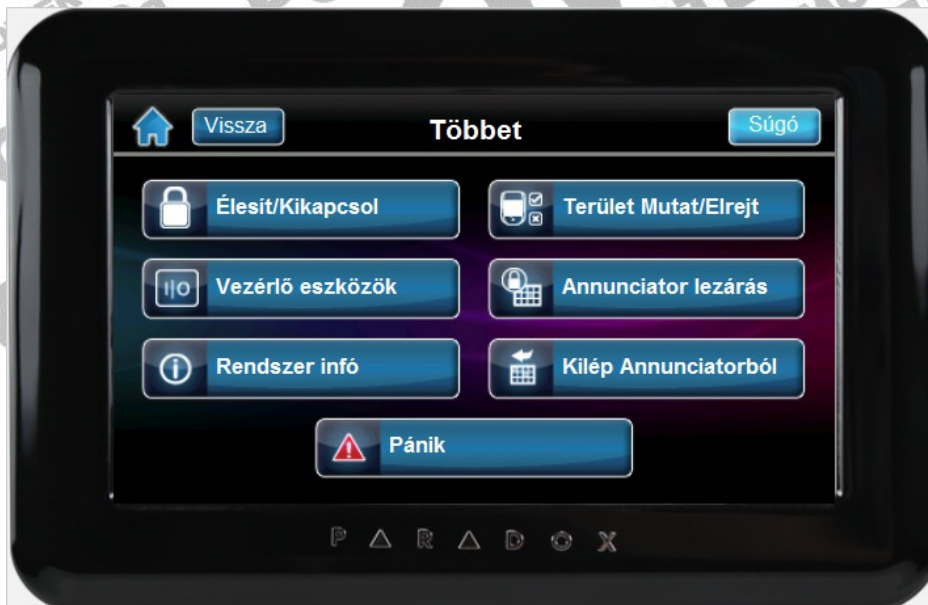 Vissza
Többet
Súgó
Élesít/Kikapcsol
Terület Mutat/Elrejt
Vezérlő eszközök
Annunciator lezárás
Rendszer infó
Kilép Annunciatorból
Pánik
PARADOX